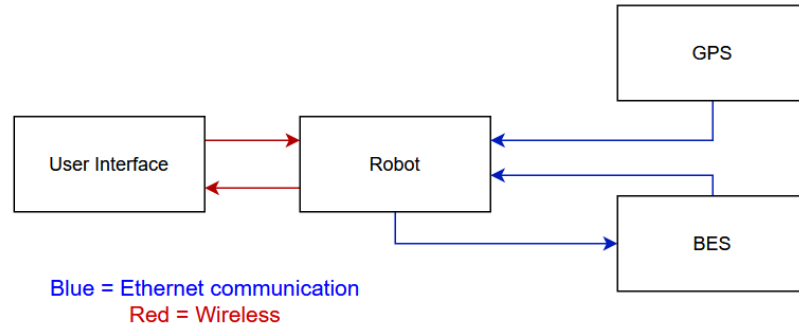 GPS
User Interface
Robot
BES
Blue = Ethernet communication
Red = Wireless